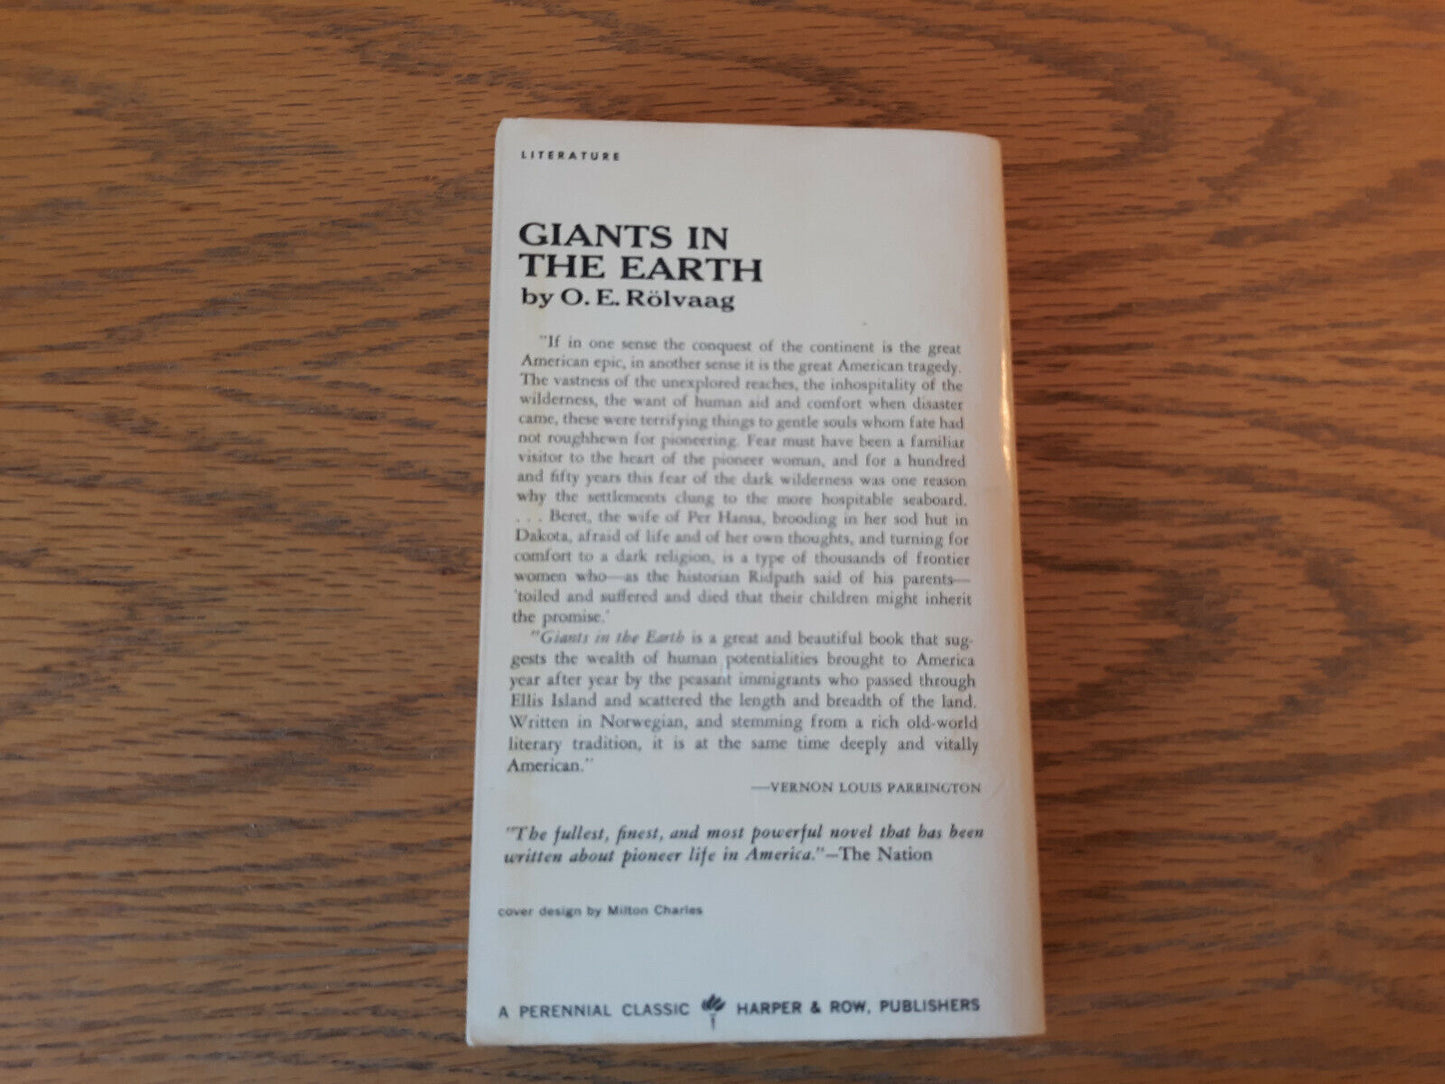 LITERATURE
GIANTS IN
THE EARTH
by O. E. Rölvaag
"If in one sense the conquest of the continent is the great
American epic, in another sense it is the great American tragedy.
The vastness of the unexplored reaches, the inhospitality of the
wilderness, the want of human aid and comfort when disaster
came, these were terrifying things to gentle souls whom fate had
not roughhewn for pioneering. Fear must have been a familiar
visitor to the heart of the pioneer woman, and for a hundred
and fifty years this fear of the dark wilderness was one reason
why the settlements clung to the more hospitable seaboard.
. . . Beret, the wife of Per Hansa, brooding in her sod hut in
Dakota, afraid of life and of her own thoughts, and turning for
comfort to a dark religion, is a type of thousands of frontier
women who—as the historian Ridpath said of his parents—
'toiled and suffered and died that their children might inherit
the promise.'
"Giants in the Earth is a great and beautiful book that sug-
gests the wealth of human potentialities brought to America
year after year by the peasant immigrants who passed through
Ellis Island and scattered the length and breadth of the land.
Written in Norwegian, and stemming from a rich old-world
literary tradition, it is at the same time deeply and vitally
American."
—VERNON LOUIS PARRINGTON
"The fullest, finest, and most powerful novel that has been
written about pioneer life in America."—The Nation
cover design by Milton Charles
A PERENNIAL CLASSIC HARPER & ROW, PUBLISHERS